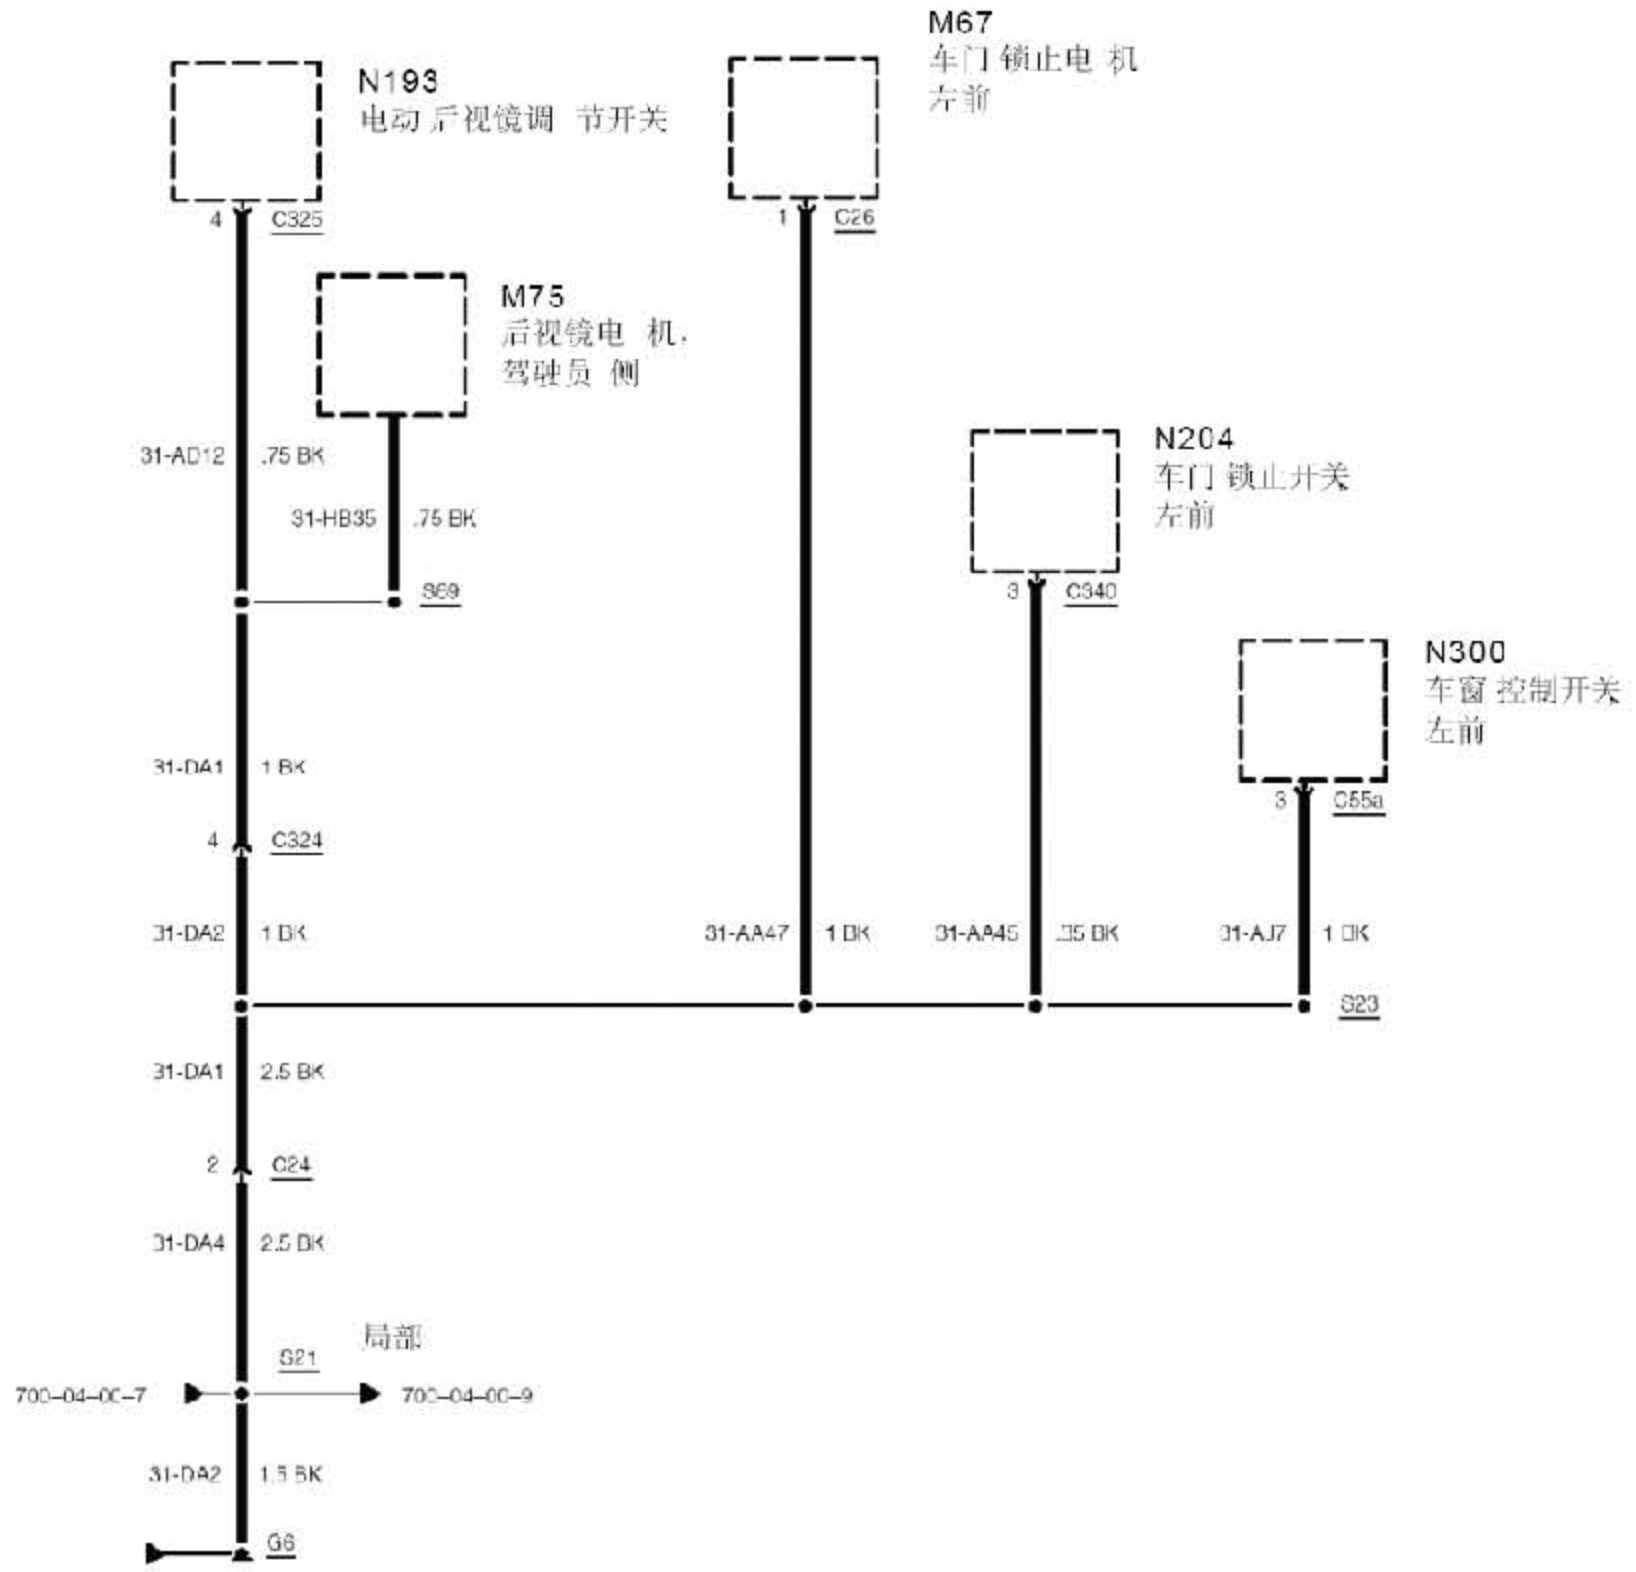 M67
车门 锁止电 机
左前
N193
电动 后视镜调 节开关
4 C325
1 C26
M75
后视镜电 机,
驾驶员 侧
N204
车门 锁止开关
左前
31-AD12 .75 BK
31-HB35 .75 BK
S69
3 C340
N300
车窗 控制开关
左前
31-DA1 1 BK
3 C55a
4 C324
31-DA2 1 BK
31-AA47 1 BK
31-AA45 .35 BK
31-AJ7 1 BK
S23
31-DA1 2.5 BK
2 C24
31-DA4 2.5 BK
局部
S21
700-04-00-7
700-04-00-9
31-DA2 1.5 BK
G6